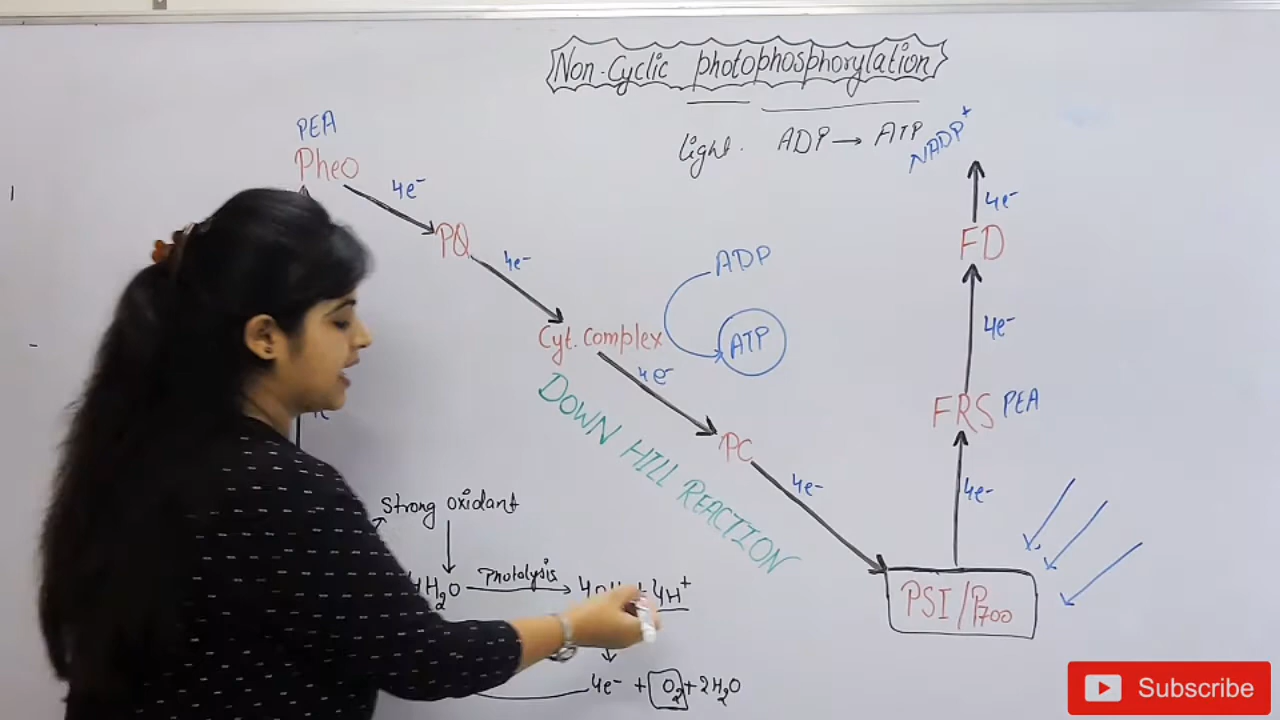 Non-Cyclic photophosphorylation
light. ADP → ATP
NADP+
PEA
Pheo
4e-
4e-
PQ
FD
4e-
ADP
4e-
Cyt. Complex
ATP
4e-
FRS PEA
DOWN HILL REACTION
PC
4e-
4e-
Strong oxidant
H2O Photolysis → 4H+
PSI/P700
4e- + O2 + 2H2O
Subscribe